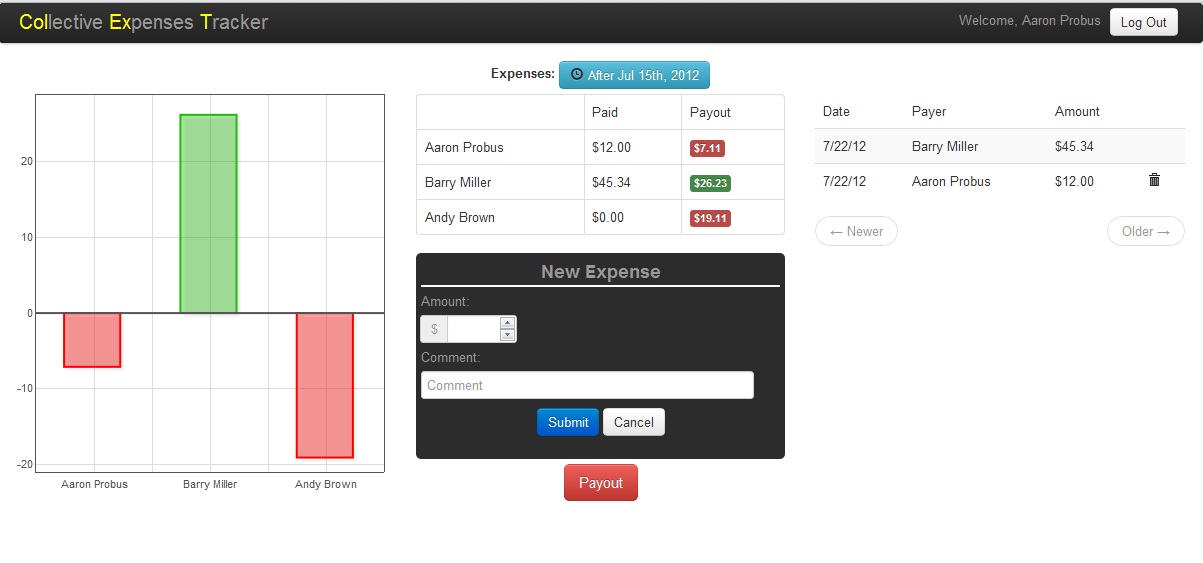 Collective Expenses Tracker
Welcome, Aaron Probus Log Out
Expenses: After Jul 15th, 2012
20
10
0
-10
-20
Aaron Probus Barry Miller Andy Brown
Paid Payout
Aaron Probus $12.00 $7.11
Barry Miller $45.34 $26.23
Andy Brown $0.00 $19.11
New Expense
Amount:
$
Comment:
Comment
Submit Cancel
Payout
Date Payer Amount
7/22/12 Barry Miller $45.34
7/22/12 Aaron Probus $12.00
← Newer Older →